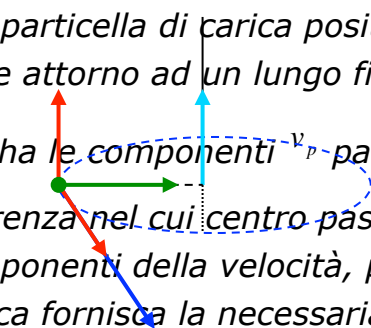 particella di carica posi
e attorno ad un lungo fi
ha le componenti v_p pa
renza nel cui centro pas
ponenti della velocità, p
ca fornisca la necessaria